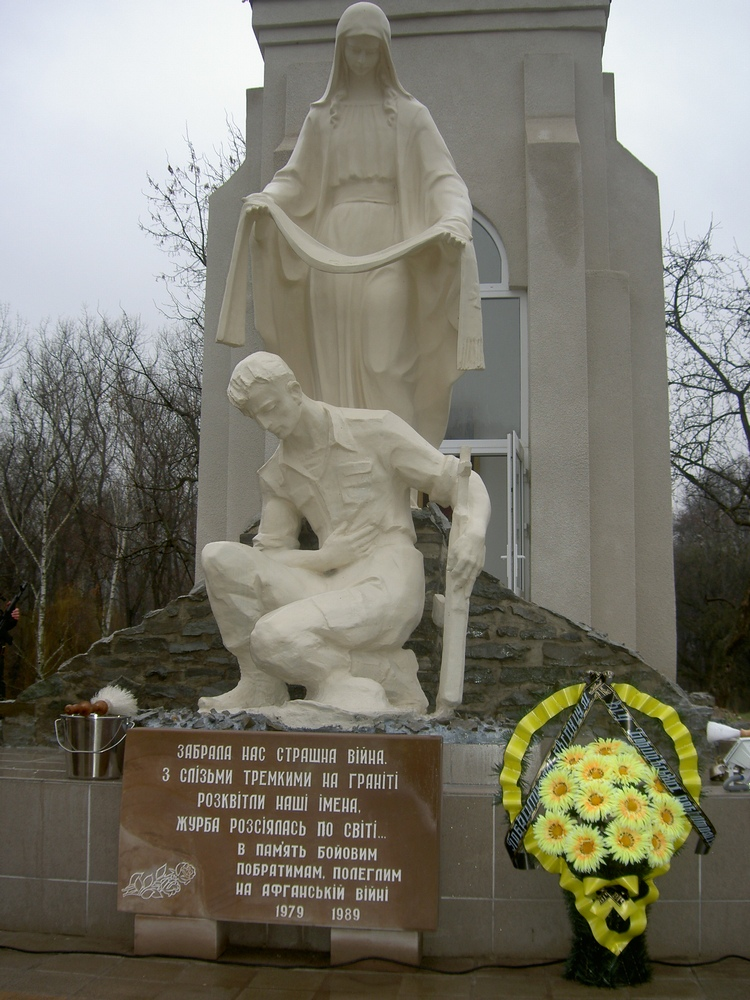 ЗАБРАЛА НАС СТРАШНА ВІЙНА.
З СЛІЗЬМИ ТРЕМКИМИ НА ГРАНІТІ
РОЗКВІТЛИ НАШІ ІМЕНА,
ЖУРБА РОЗСІЯЛАСЬ ПО СВІТІ...
В ПАМ'ЯТЬ БОЙОВИМ
ПОБРАТИМАМ, ПОЛЕГЛИМ
НА АФГАНСЬКІЙ ВІЙНІ
1979 1989